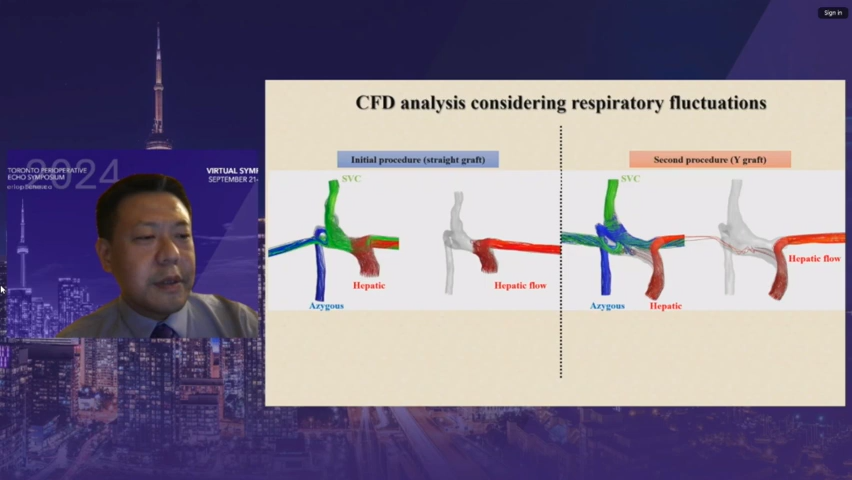 Sign in
CFD analysis considering respiratory fluctuations
Initial procedure (straight graft)
SVC
Hepatic
Azygous
Hepatic flow
Second procedure (Y graft)
SVC
Hepatic flow
Azygous
Hepatic
2024
TORONTO PERIOPERATIVE
ECHO SYMPOSIUM
VIRTUAL SYM
SEPTEMBER 21-